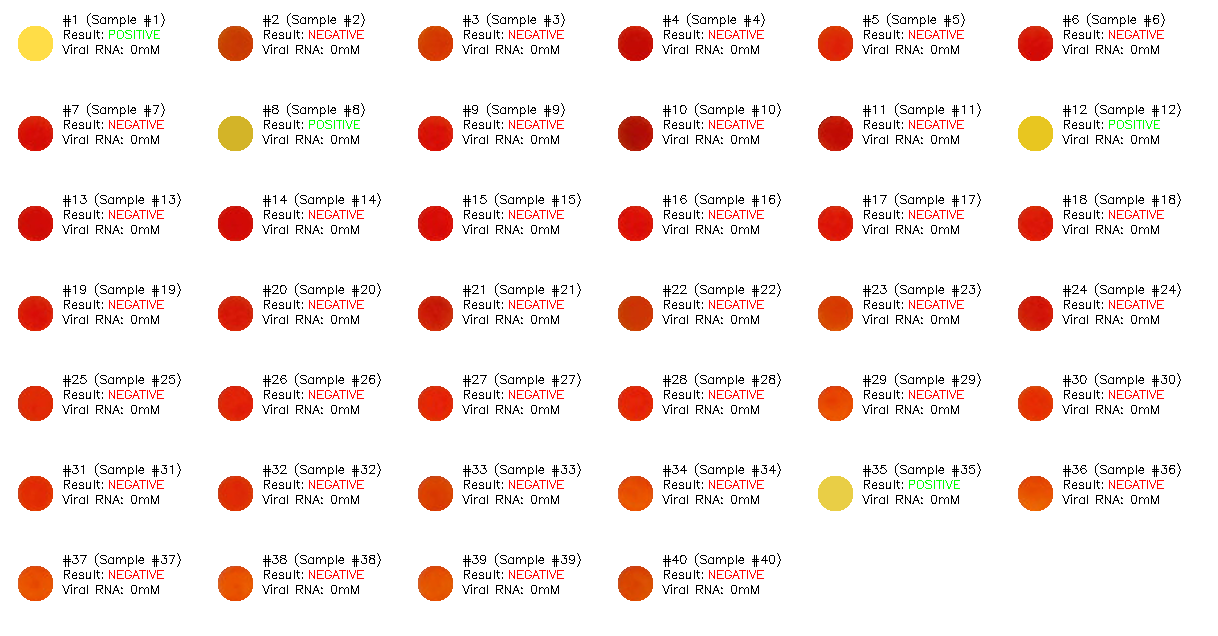 #1 (Sample #1)
Result: POSITIVE
Viral RNA: 0mM
#2 (Sample #2)
Result: NEGATIVE
Viral RNA: 0mM
#3 (Sample #3)
Result: NEGATIVE
Viral RNA: 0mM
#4 (Sample #4)
Result: NEGATIVE
Viral RNA: 0mM
#5 (Sample #5)
Result: NEGATIVE
Viral RNA: 0mM
#6 (Sample #6)
Result: NEGATIVE
Viral RNA: 0mM
#7 (Sample #7)
Result: NEGATIVE
Viral RNA: 0mM
#8 (Sample #8)
Result: POSITIVE
Viral RNA: 0mM
#9 (Sample #9)
Result: NEGATIVE
Viral RNA: 0mM
#10 (Sample #10)
Result: NEGATIVE
Viral RNA: 0mM
#11 (Sample #11)
Result: NEGATIVE
Viral RNA: 0mM
#12 (Sample #12)
Result: POSITIVE
Viral RNA: 0mM
#13 (Sample #13)
Result: NEGATIVE
Viral RNA: 0mM
#14 (Sample #14)
Result: NEGATIVE
Viral RNA: 0mM
#15 (Sample #15)
Result: NEGATIVE
Viral RNA: 0mM
#16 (Sample #16)
Result: NEGATIVE
Viral RNA: 0mM
#17 (Sample #17)
Result: NEGATIVE
Viral RNA: 0mM
#18 (Sample #18)
Result: NEGATIVE
Viral RNA: 0mM
#19 (Sample #19)
Result: NEGATIVE
Viral RNA: 0mM
#20 (Sample #20)
Result: NEGATIVE
Viral RNA: 0mM
#21 (Sample #21)
Result: NEGATIVE
Viral RNA: 0mM
#22 (Sample #22)
Result: NEGATIVE
Viral RNA: 0mM
#23 (Sample #23)
Result: NEGATIVE
Viral RNA: 0mM
#24 (Sample #24)
Result: NEGATIVE
Viral RNA: 0mM
#25 (Sample #25)
Result: NEGATIVE
Viral RNA: 0mM
#26 (Sample #26)
Result: NEGATIVE
Viral RNA: 0mM
#27 (Sample #27)
Result: NEGATIVE
Viral RNA: 0mM
#28 (Sample #28)
Result: NEGATIVE
Viral RNA: 0mM
#29 (Sample #29)
Result: NEGATIVE
Viral RNA: 0mM
#30 (Sample #30)
Result: NEGATIVE
Viral RNA: 0mM
#31 (Sample #31)
Result: NEGATIVE
Viral RNA: 0mM
#32 (Sample #32)
Result: NEGATIVE
Viral RNA: 0mM
#33 (Sample #33)
Result: NEGATIVE
Viral RNA: 0mM
#34 (Sample #34)
Result: NEGATIVE
Viral RNA: 0mM
#35 (Sample #35)
Result: POSITIVE
Viral RNA: 0mM
#36 (Sample #36)
Result: NEGATIVE
Viral RNA: 0mM
#37 (Sample #37)
Result: NEGATIVE
Viral RNA: 0mM
#38 (Sample #38)
Result: NEGATIVE
Viral RNA: 0mM
#39 (Sample #39)
Result: NEGATIVE
Viral RNA: 0mM
#40 (Sample #40)
Result: NEGATIVE
Viral RNA: 0mM